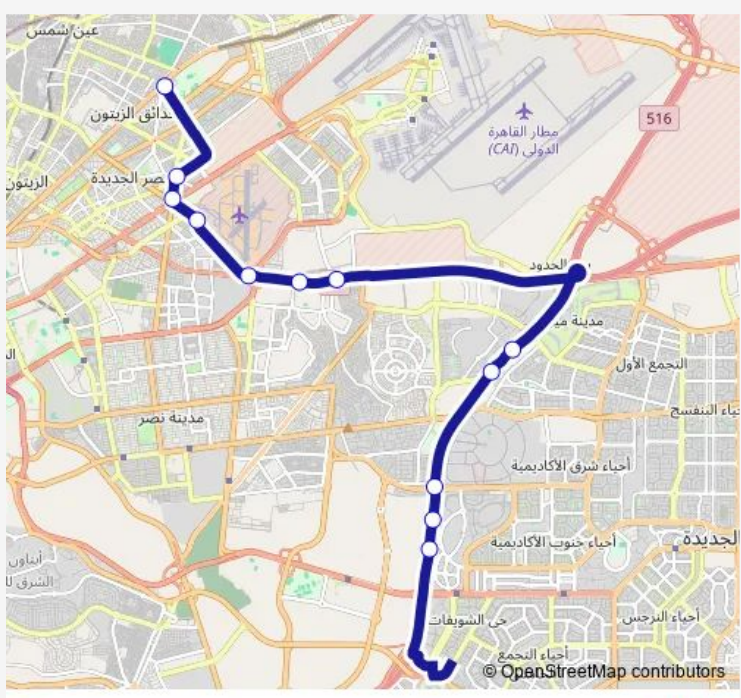 عين شمس
حدائق الزيتون
الزيتون
مصر الجديدة
مطار القاهرة
الدولى (CAI)
516
الحدود
مدينة
التجمع الأول
أحياء البنفسج
مدينة نصر
أحياء شرق الأكاديمية
أحياء جنوب الأكاديمية
الجديدة
حي الشويفات
أحياء النرجس
أحياء التجمع
© OpenStreetMap contributors